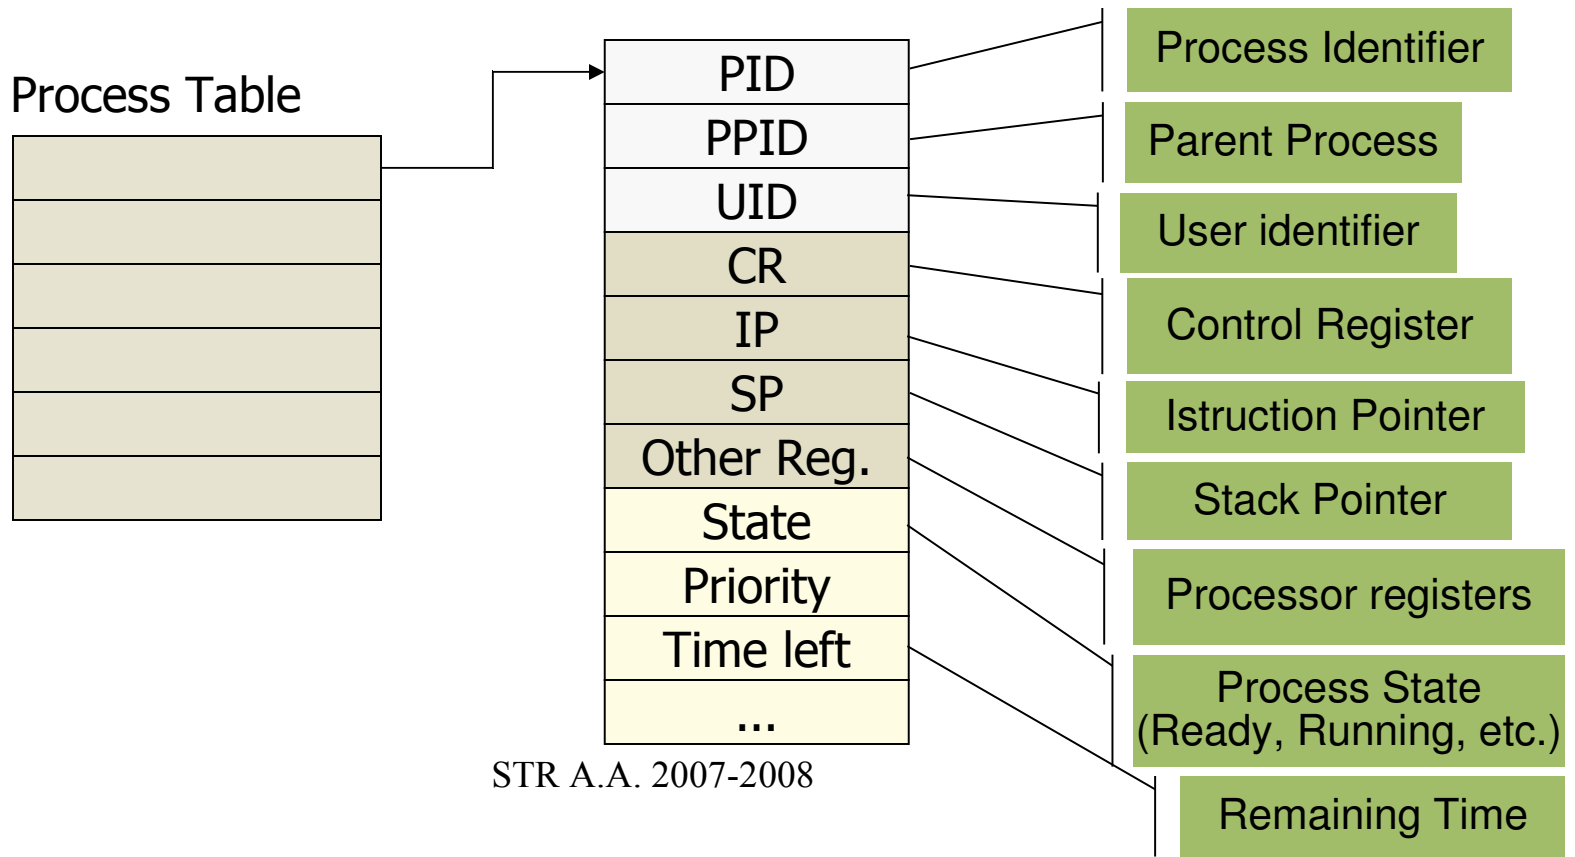 Process Table
PID
PPID
UID
CR
IP
SP
Other Reg.
State
Priority
Time left
...
Process Identifier
Parent Process
User identifier
Control Register
Istruction Pointer
Stack Pointer
Processor registers
Process State
(Ready, Running, etc.)
Remaining Time
STR A.A. 2007-2008